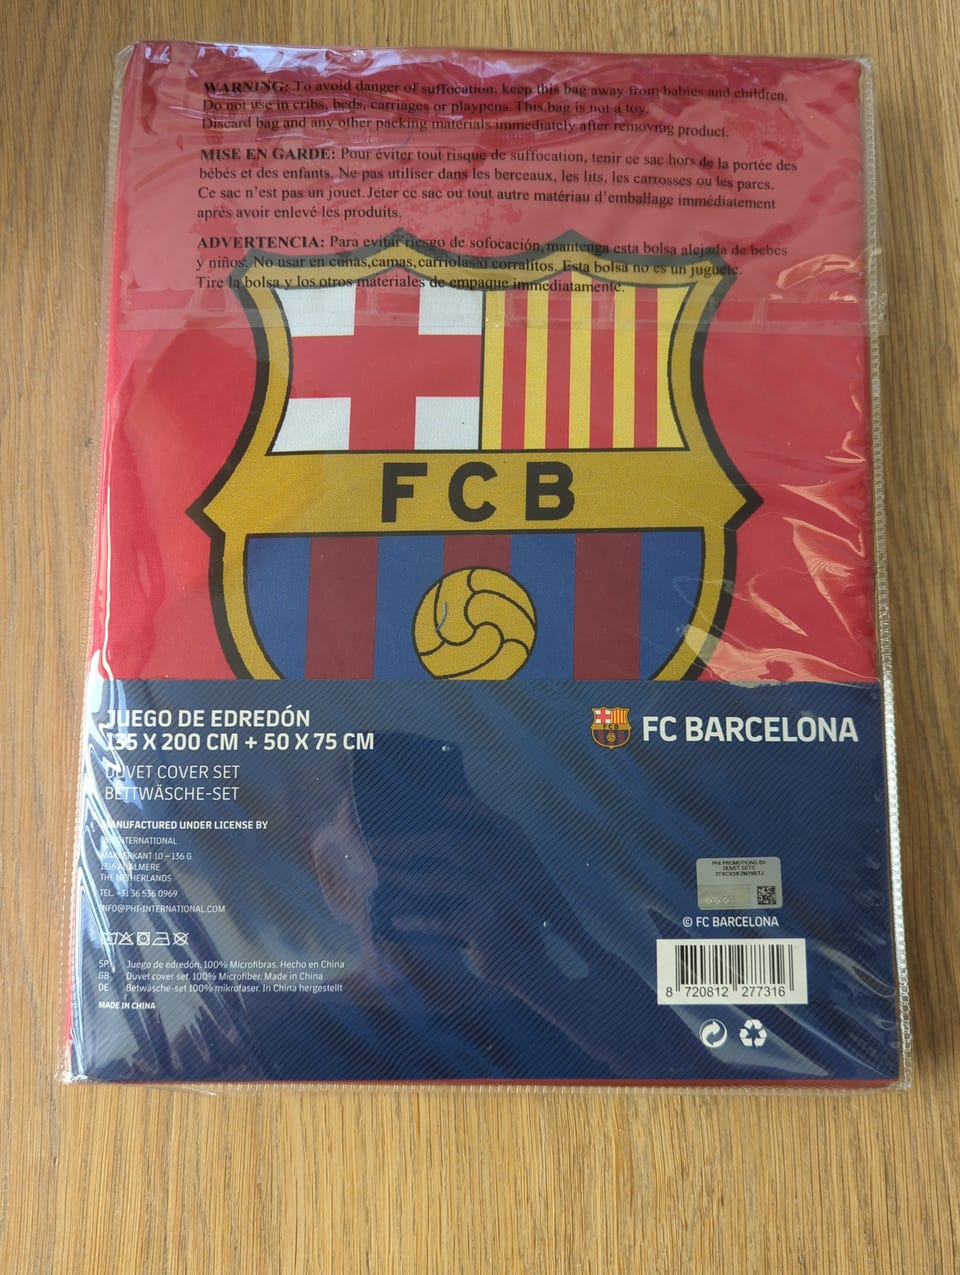 WARNING: To avoid danger of suffocation, keep this bag away from babies and children.
Do not use in cribs, beds, carriages or playpens. This bag is not a toy.
Discard bag and any other packing materials immediately after removing product.
MISE EN GARDE: Pour éviter tout risque de suffocation, tenir ce sac hors de la portée des
bébés et des enfants. Ne pas utiliser dans les berceaux, les lits, les carrosses ou les parcs.
Ce sac n'est pas un jouet. Jeter ce sac ou tout autre matériau d'emballage immédiatement
après avoir enlevé les produits.
ADVERTENCIA: Para evitar riesgo de sofocación, mantenga esta bolsa alejada de bebes
y niños. No usar en cunas,camas,carriolas o corralitos. Esta bolsa no es un juguete.
Tire la bolsa y los otros materiales de empaque immediatamente.
FCB
JUEGO DE EDREDÓN
135 X 200 CM + 50 X 75 CM
DUVET COVER SET
BETTWÄSCHE-SET
FCB
FC BARCELONA
MANUFACTURED UNDER LICENSE BY
INTERNATIONAL
MARKERKANT 10 – 136 G
ALMERE
THE NETHERLANDS
TEL. +31 36 536 0969
INFO@PHI-INTERNATIONAL.COM
PHI PROMOTIONS BV
DUVET SETS
© FC BARCELONA
SP Juego de edredón, 100% Microfibras. Hecho en China
GB Duvet cover set, 100% Microfiber. Made in China
DE Betwäsche-set 100% mikrofaser. In China hergestellt
MADE IN CHINA
8 720812 277316